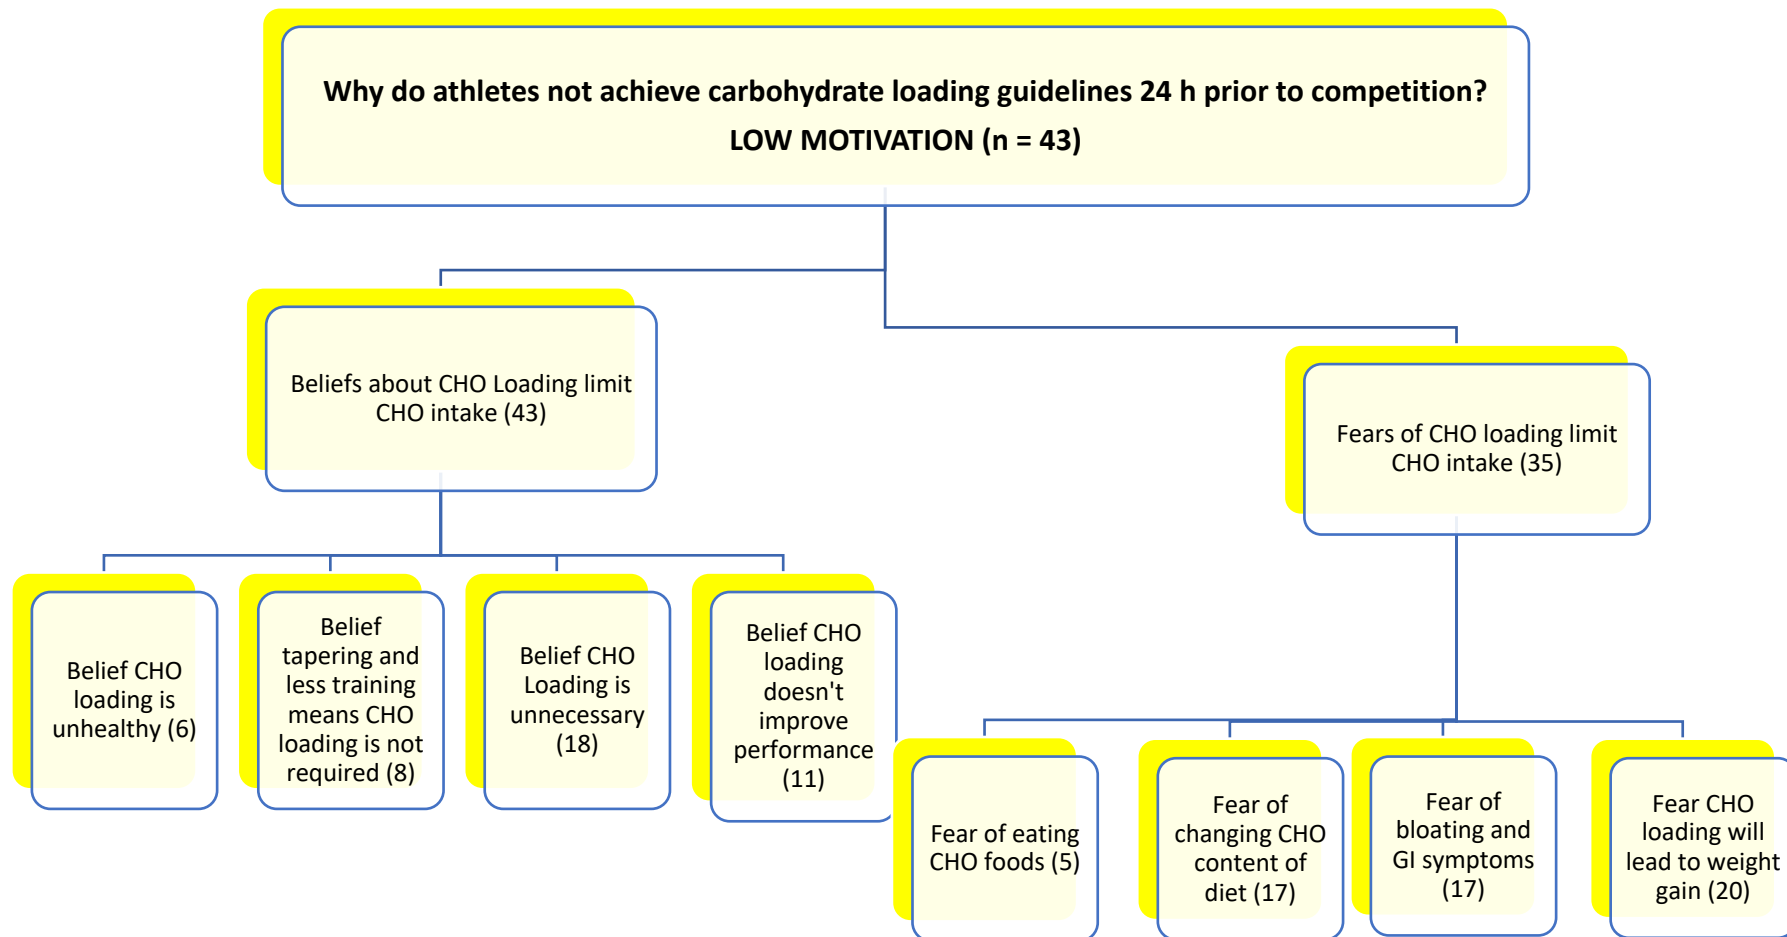 Why do athletes not achieve carbohydrate loading guidelines 24 h prior to competition?
LOW MOTIVATION (n = 43)
Beliefs about CHO Loading limit
CHO intake (43)
Fears of CHO loading limit
CHO intake (35)
Belief CHO
loading is
unhealthy (6)
Belief
tapering and
less training
means CHO
loading is not
required (8)
Belief CHO
Loading is
unnecessary
(18)
Belief CHO
loading
doesn't
improve
performance
(11)
Fear of eating
CHO foods (5)
Fear of
changing CHO
content of
diet (17)
Fear of
bloating and
GI symptoms
(17)
Fear CHO
loading will
lead to weight
gain (20)